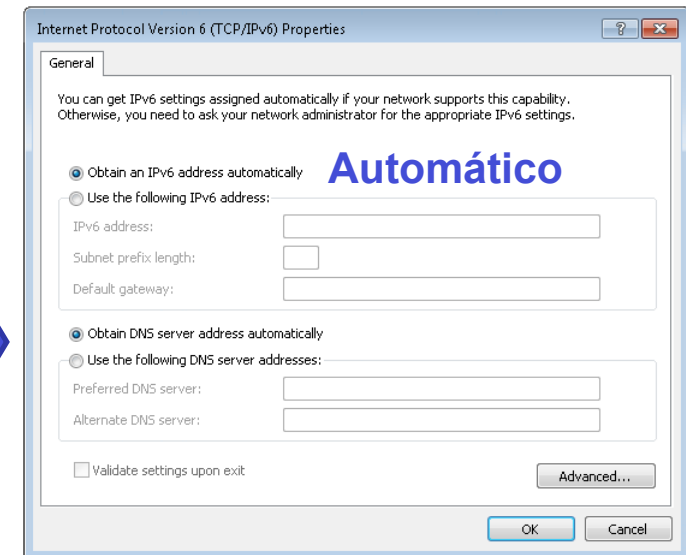 Internet Protocol Version 6 (TCP/IPv6) Properties
General
You can get IPv6 settings assigned automatically if your network supports this capability.
Otherwise, you need to ask your network administrator for the appropriate IPv6 settings.
Obtain an IPv6 address automatically Automático
Use the following IPv6 address:
IPv6 address:
Subnet prefix length:
Default gateway:
Obtain DNS server address automatically
Use the following DNS server addresses:
Preferred DNS server:
Alternate DNS server:
Validate settings upon exit
Advanced...
OK Cancel